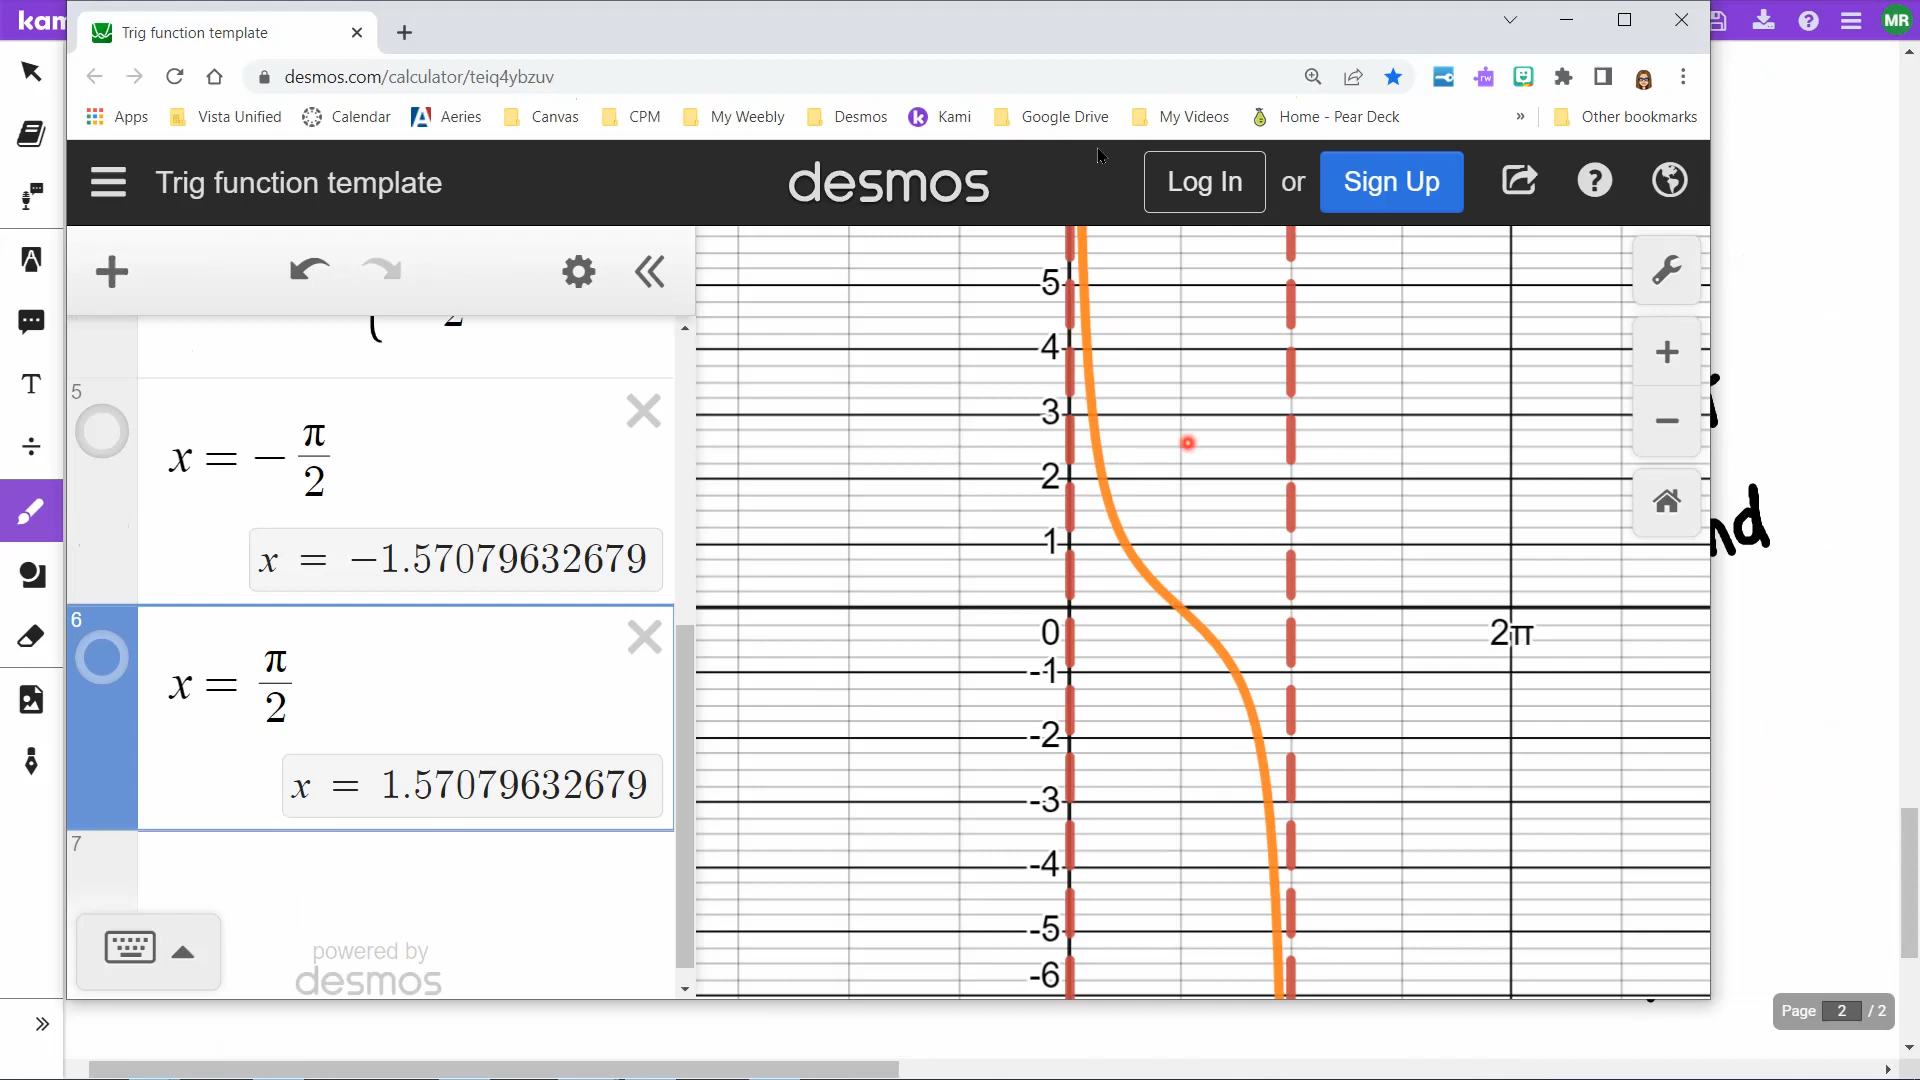 kam
Trig function template
MR
desmos.com/calculator/teiq4ybzuv
Apps
Vista Unified
Calendar
Aeries
Canvas
CPM
My Weebly
Desmos
Kami
Google Drive
My Videos
Home - Pear Deck
»
Other bookmarks
Trig function template
desmos
Log In or Sign Up
5
x = − π/2
x = −1.57079632679
6
x = π/2
x = 1.57079632679
7
powered by
desmos
5
4
3
2
1
0
2π
-1
-2
-3
-4
-5
-6
nd
Page 2 / 2